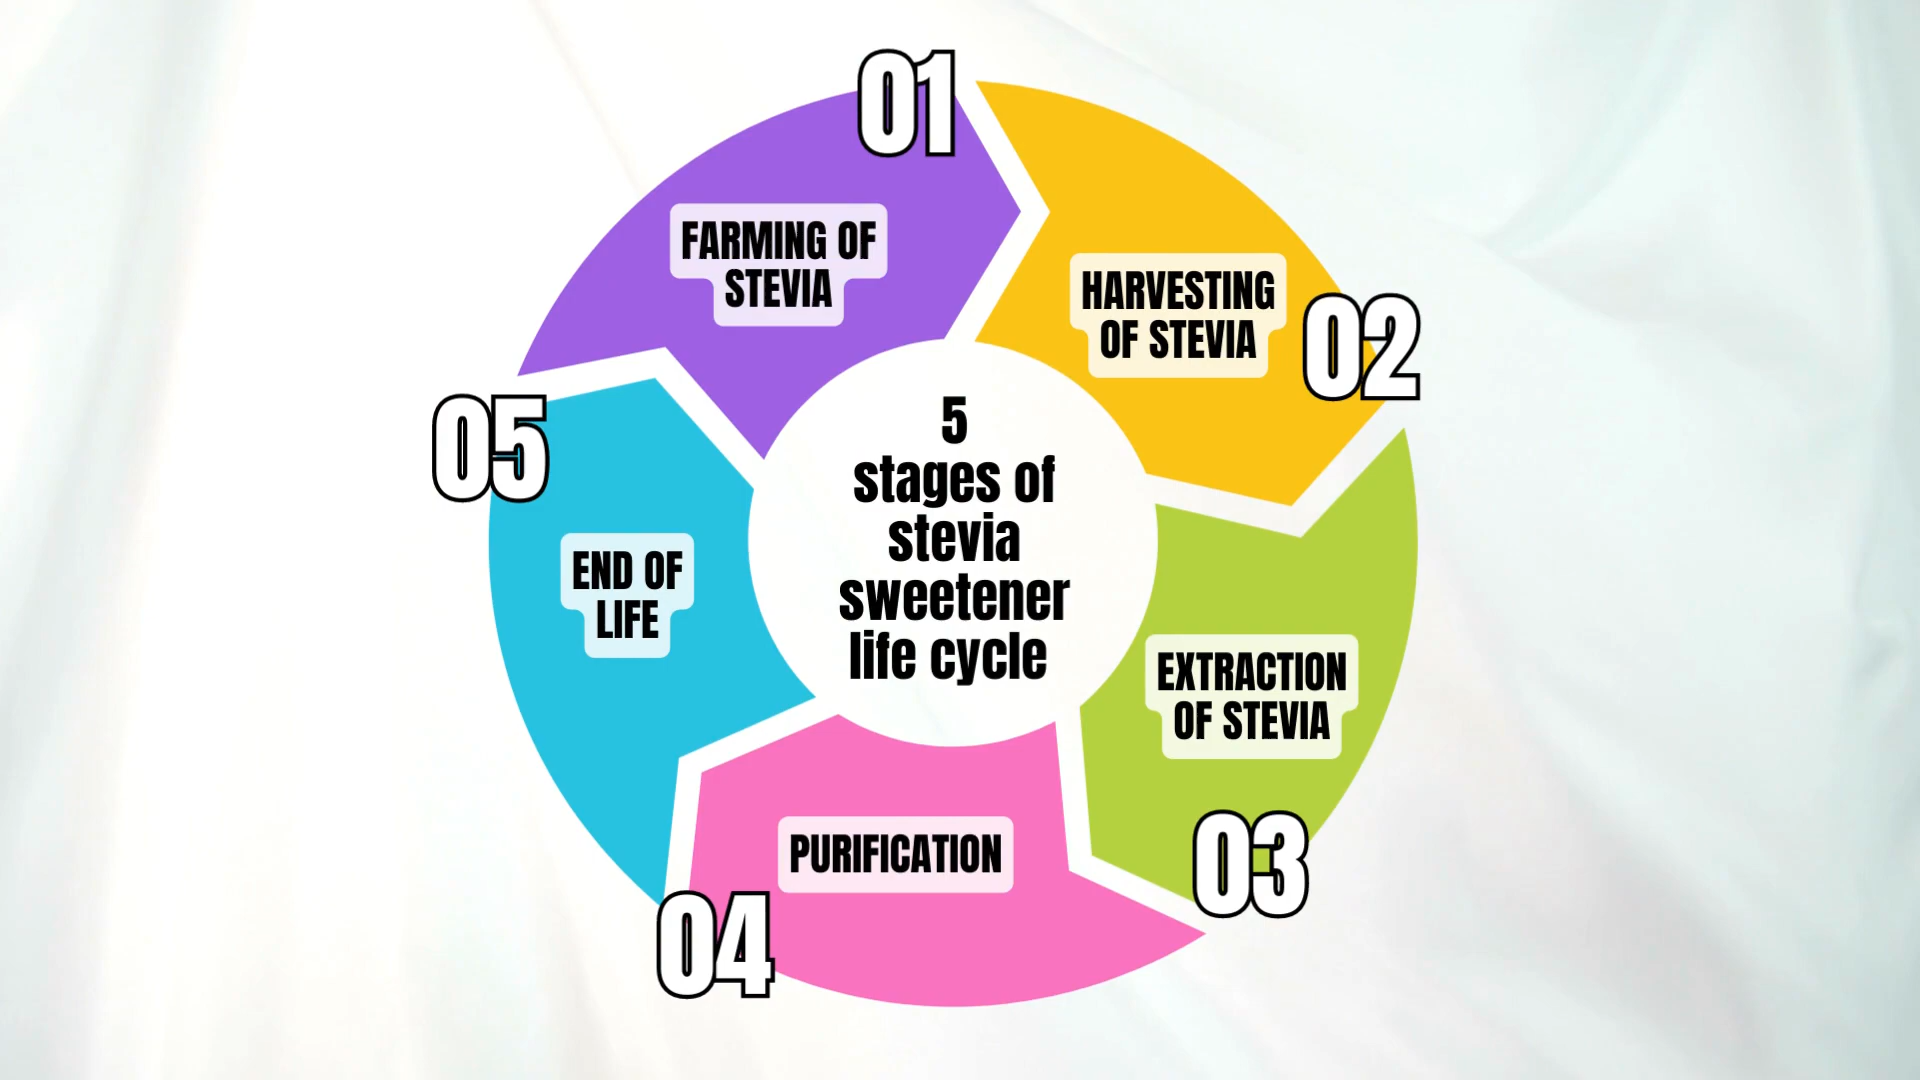 01
FARMING OF
STEVIA
02
HARVESTING
OF STEVIA
03
EXTRACTION
OF STEVIA
04
PURIFICATION
05
END OF
LIFE
5
stages of
stevia
sweetener
life cycle